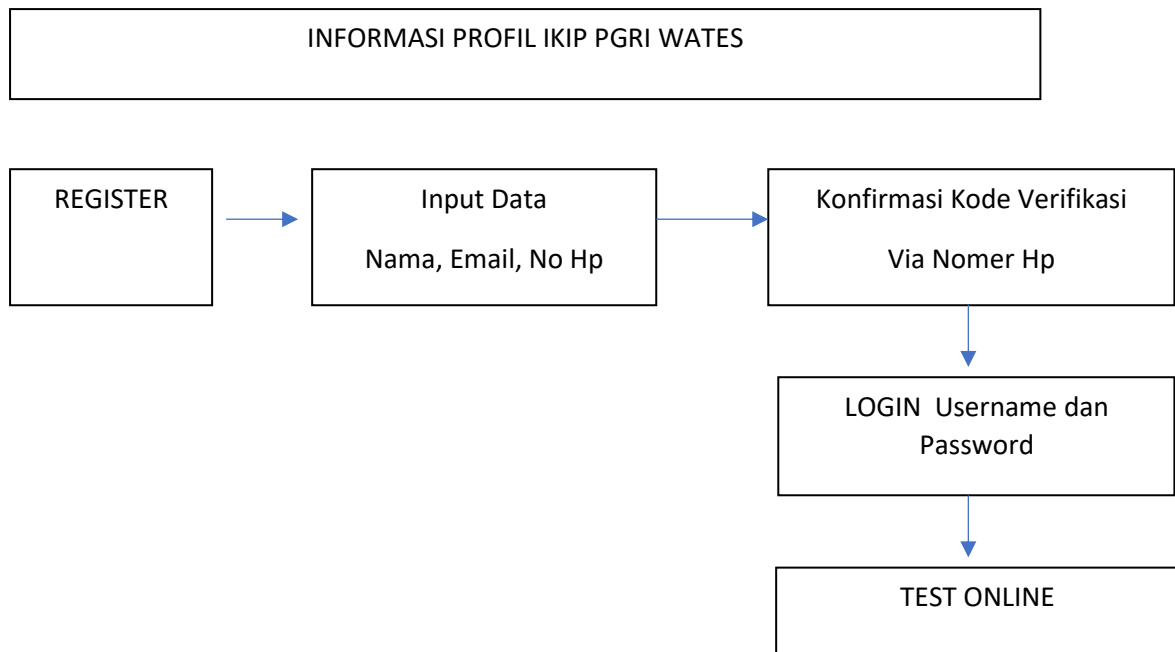 INFORMASI PROFIL IKIP PGRI WATES
REGISTER
Input Data
Nama, Email, No Hp
Konfirmasi Kode Verifikasi
Via Nomer Hp
LOGIN  Username dan
Password
TEST ONLINE